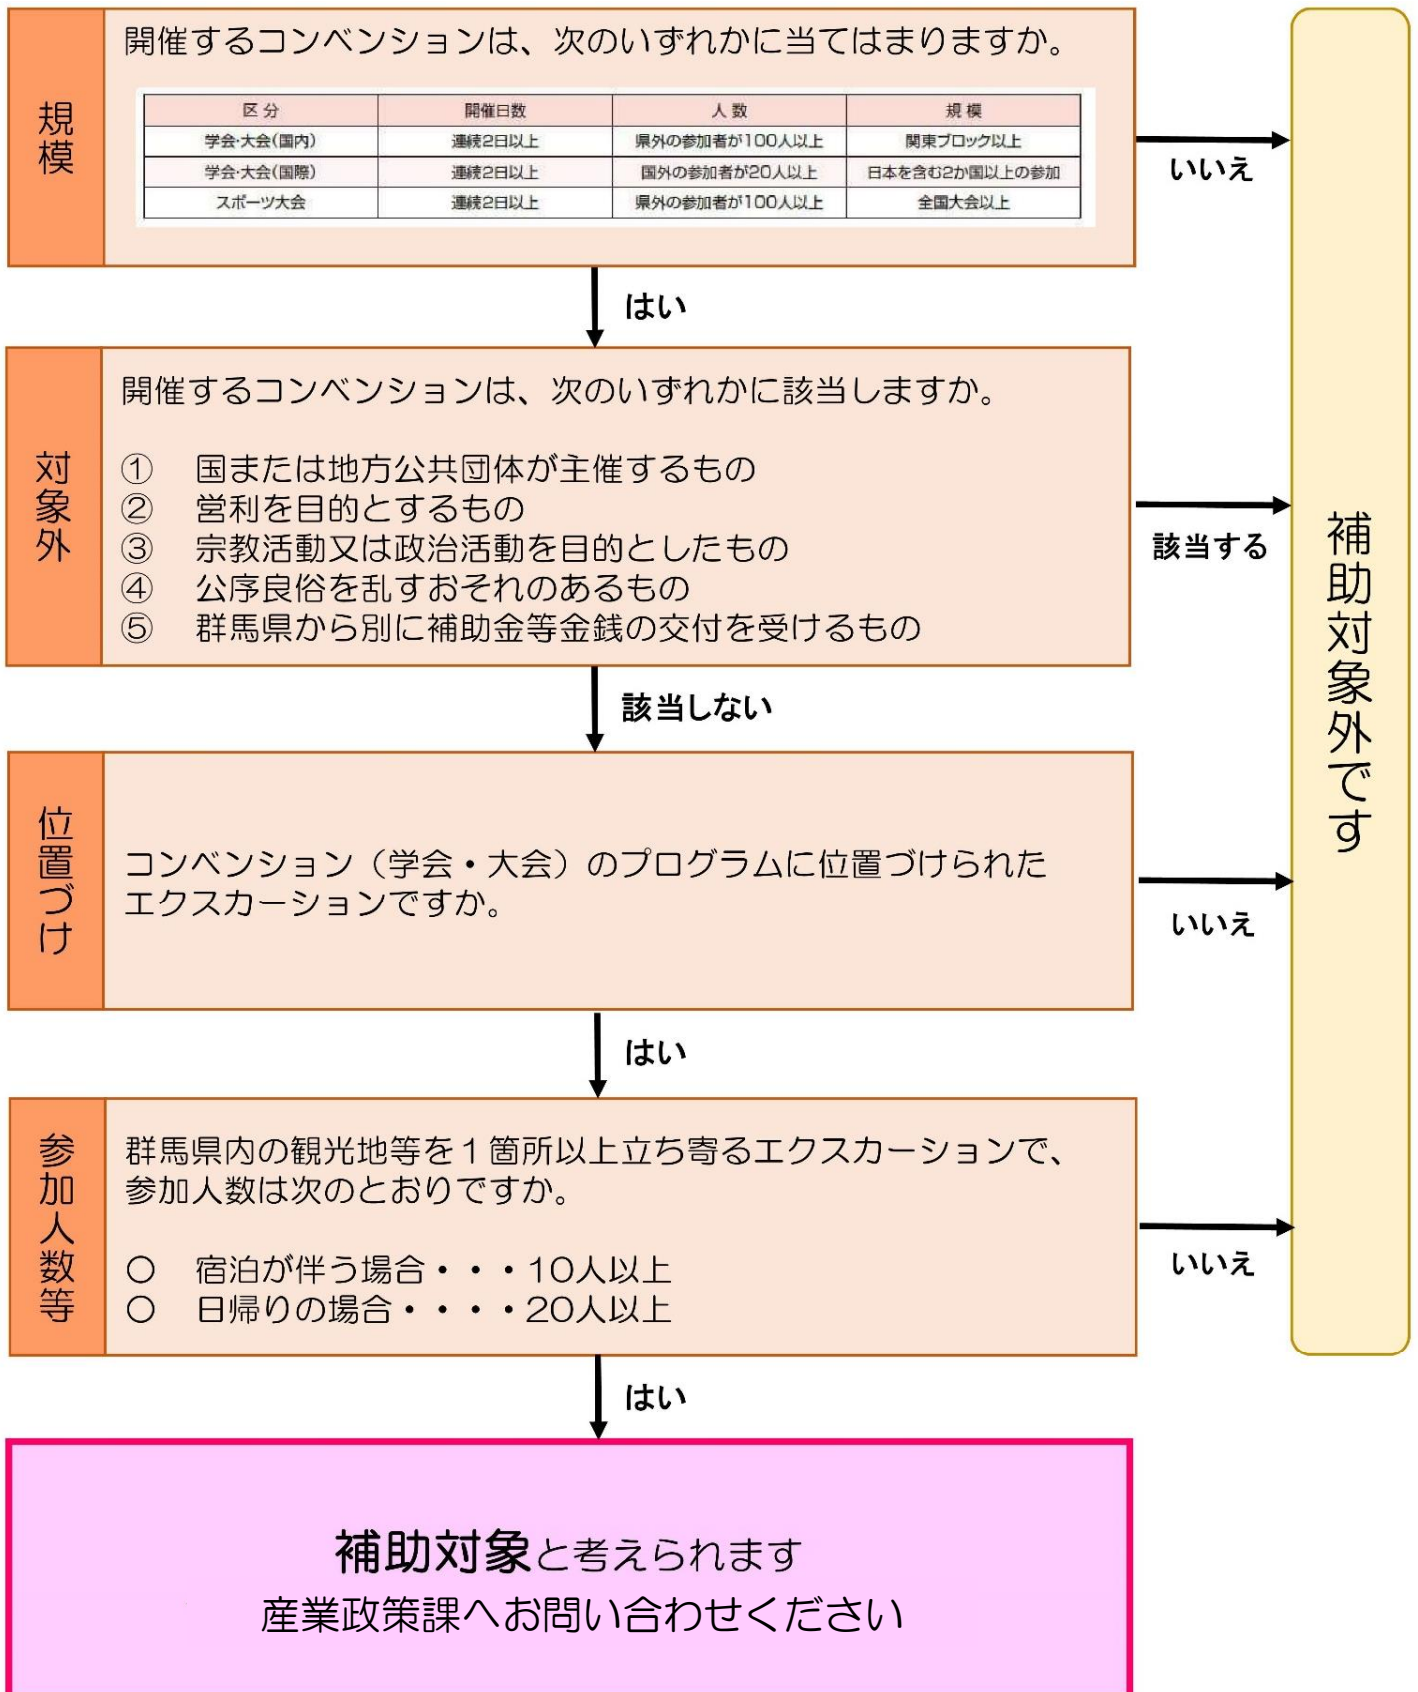 規模
開催するコンベンションは、次のいずれかに当てはまりますか。
区分 開催日数 人数 規模
学会・大会(国内) 連続2日以上 県外の参加者が100人以上 関東ブロック以上
学会・大会(国際) 連続2日以上 国外の参加者が20人以上 日本を含む2か国以上の参加
スポーツ大会 連続2日以上 県外の参加者が100人以上 全国大会以上
いいえ
はい
対象外
開催するコンベンションは、次のいずれかに該当しますか。
① 国または地方公共団体が主催するもの
② 営利を目的とするもの
③ 宗教活動又は政治活動を目的としたもの
④ 公序良俗を乱すおそれのあるもの
⑤ 群馬県から別に補助金等金銭の交付を受けるもの
該当する
該当しない
位置づけ
コンベンション（学会・大会）のプログラムに位置づけられた
エクスカーションですか。
いいえ
はい
参加人数等
群馬県内の観光地等を１箇所以上立ち寄るエクスカーションで、
参加人数は次のとおりですか。
○ 宿泊が伴う場合・・・10人以上
○ 日帰りの場合・・・・20人以上
いいえ
はい
補助対象外です
補助対象と考えられます
産業政策課へお問い合わせください